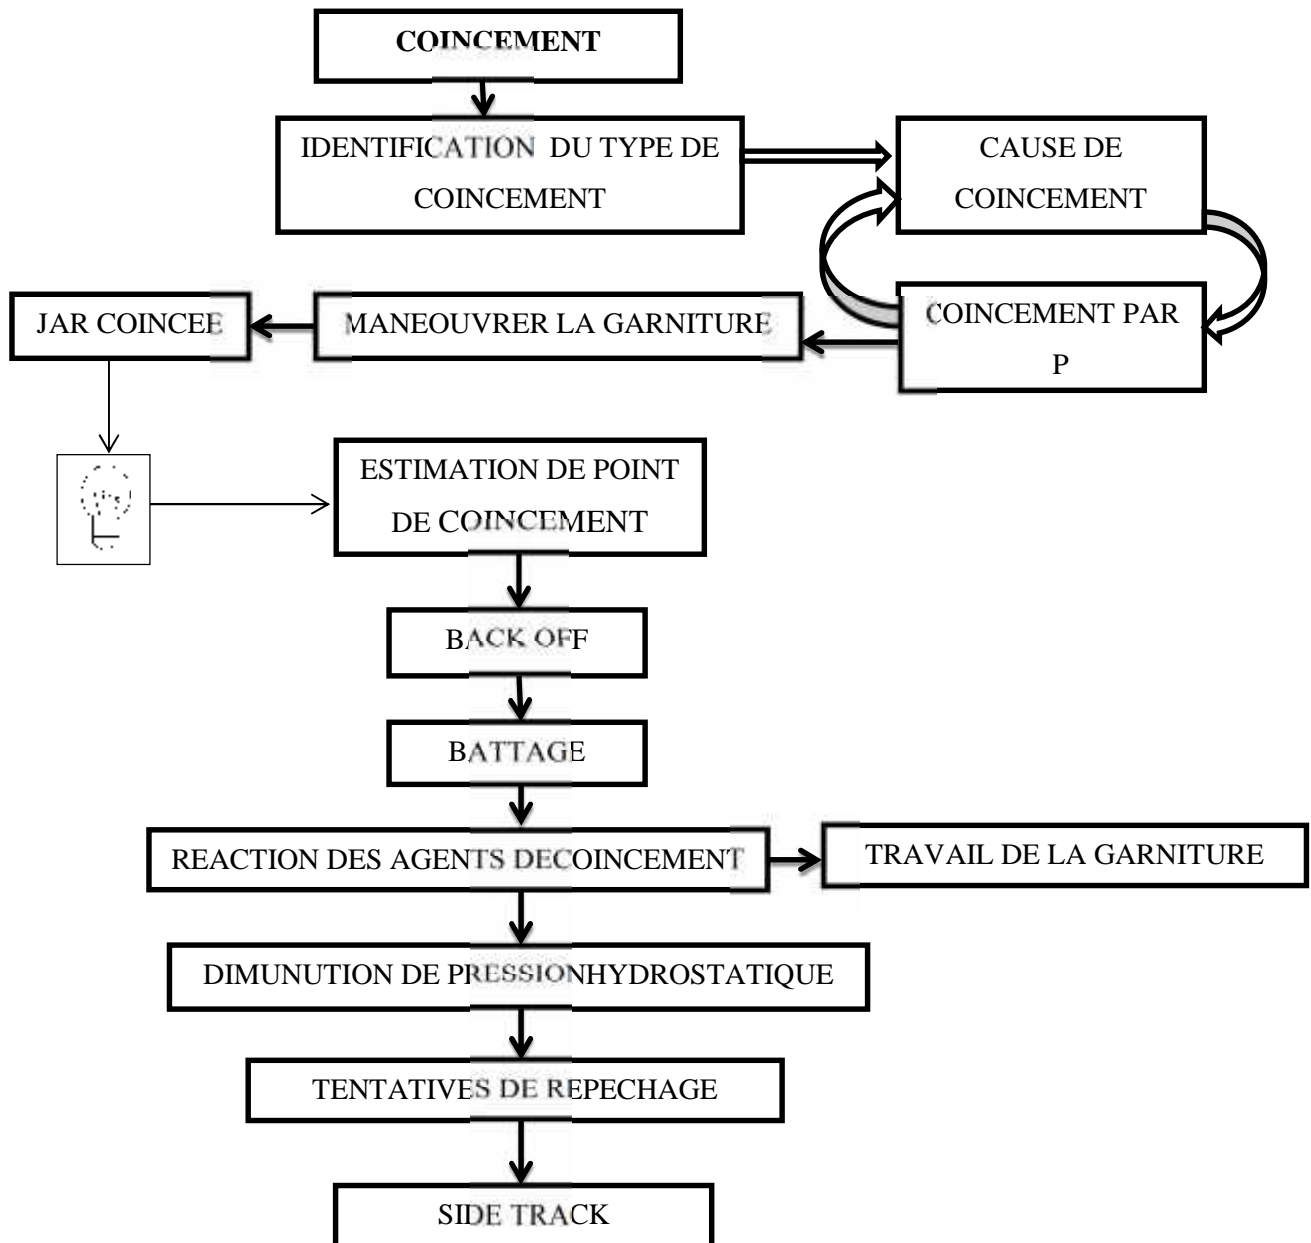 COINCEMENT
IDENTIFICATION DU TYPE DE
COINCEMENT
CAUSE DE
COINCEMENT
JAR COINCEE
MANEOUVRER LA GARNITURE
COINCEMENT PAR
P
ESTIMATION DE POINT
DE COINCEMENT
BACK OFF
BATTAGE
REACTION DES AGENTS DECOINCEMENT
TRAVAIL DE LA GARNITURE
DIMUNUTION DE PRESSIONHYDROSTATIQUE
TENTATIVES DE REPECHAGE
SIDE TRACK